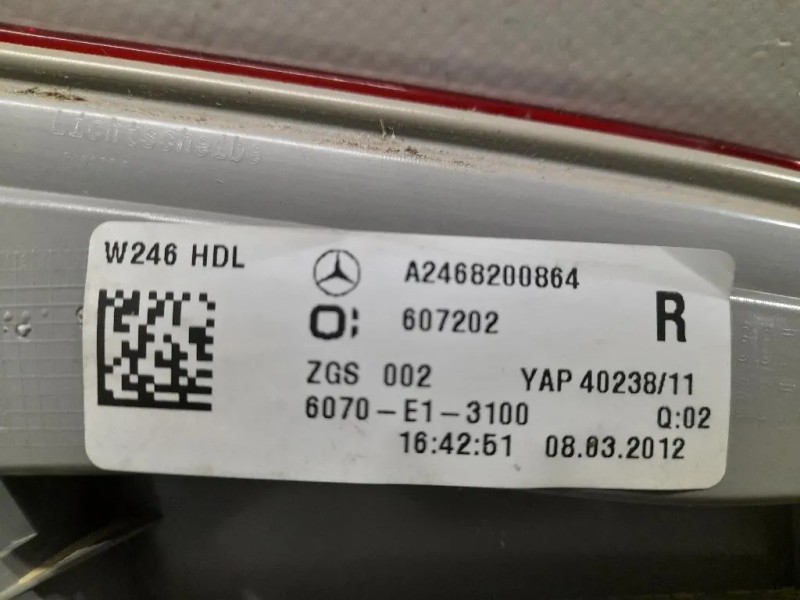 Lichtscheibe
W246 HDL
A2468200864
607202
R
ZGS 002 YAP 40238/11
6070-E1-3100 Q:02
16:42:51 08.03.2012